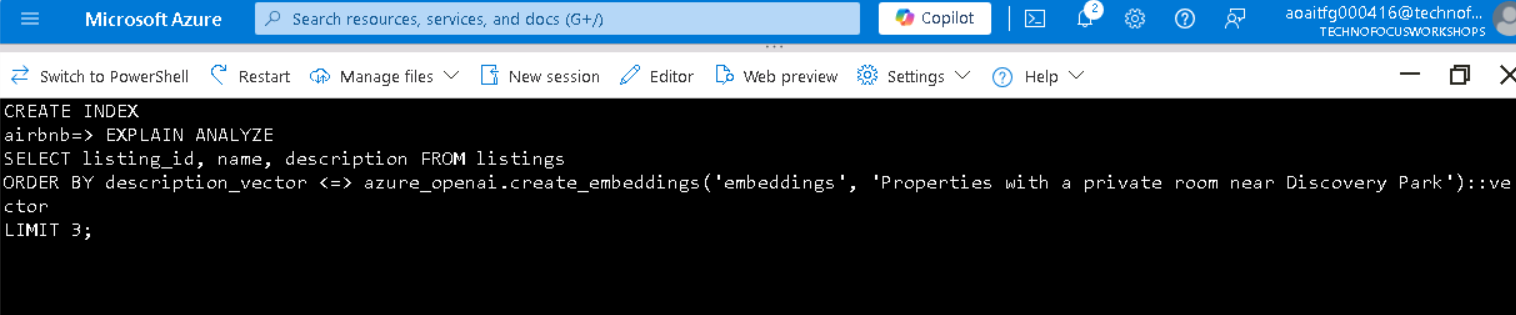 Microsoft Azure
Search resources, services, and docs (G+/)
Copilot
2
aoaitfg000416@technof...
TECHNOFOCUSWORKSHOPS
Switch to PowerShell
Restart
Manage files
New session
Editor
Web preview
Settings
Help
CREATE INDEX
airbnb=> EXPLAIN ANALYZE
SELECT listing_id, name, description FROM listings
ORDER BY description_vector <=> azure_openai.create_embeddings('embeddings', 'Properties with a private room near Discovery Park')::ve
ctor
LIMIT 3;